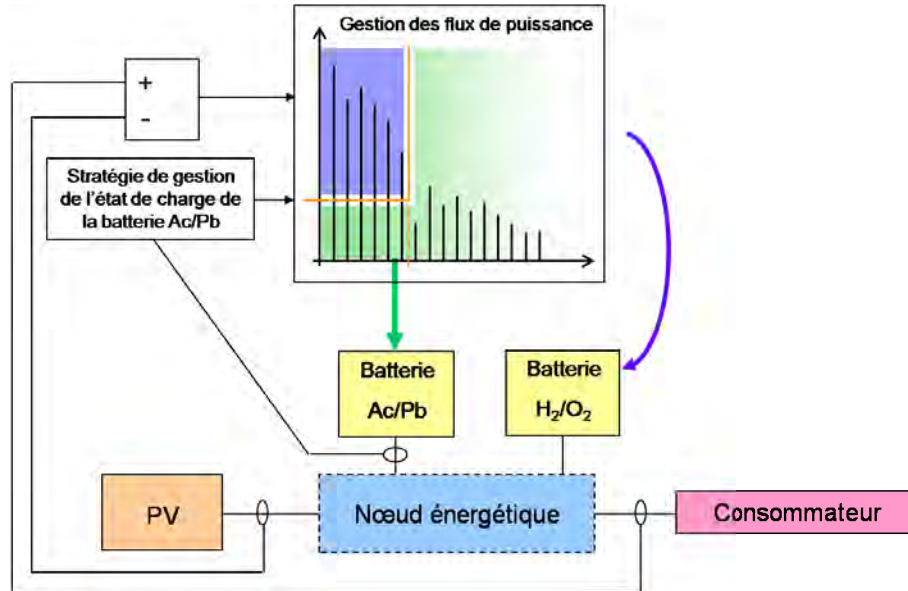 Gestion des flux de puissance
+
-
Stratégie de gestion
de l'état de charge de
la batterie Ac/Pb
Batterie
Ac/Pb
Batterie
H₂/O₂
PV
Nœud énergétique
Consommateur